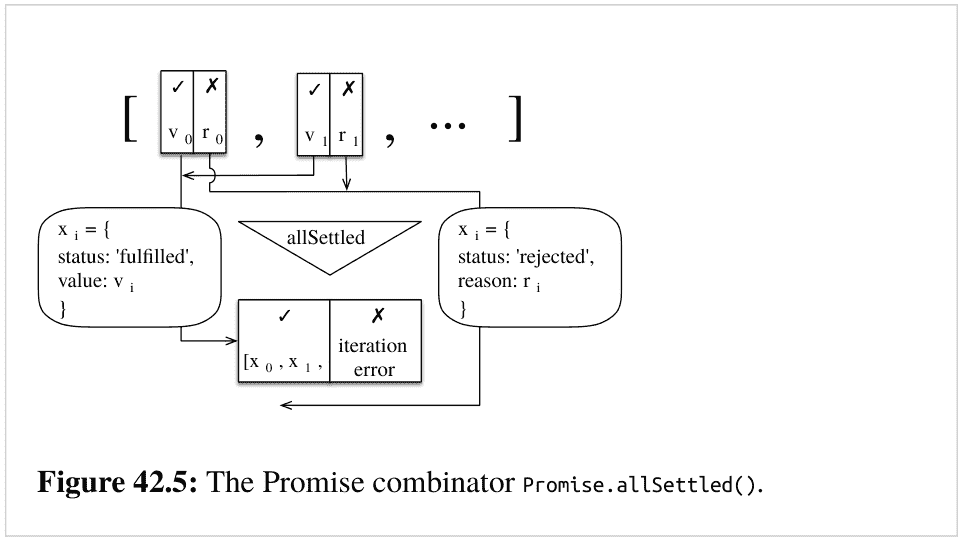 [ ✓ ✗ , ✓ ✗ , ... ]
v 0 r 0 v 1 r 1
x i = {
status: 'fulfilled',
value: v i
}
allSettled
x i = {
status: 'rejected',
reason: r i
}
✓ ✗
[x 0 , x 1 ,
iteration
error
Figure 42.5: The Promise combinator Promise.allSettled().